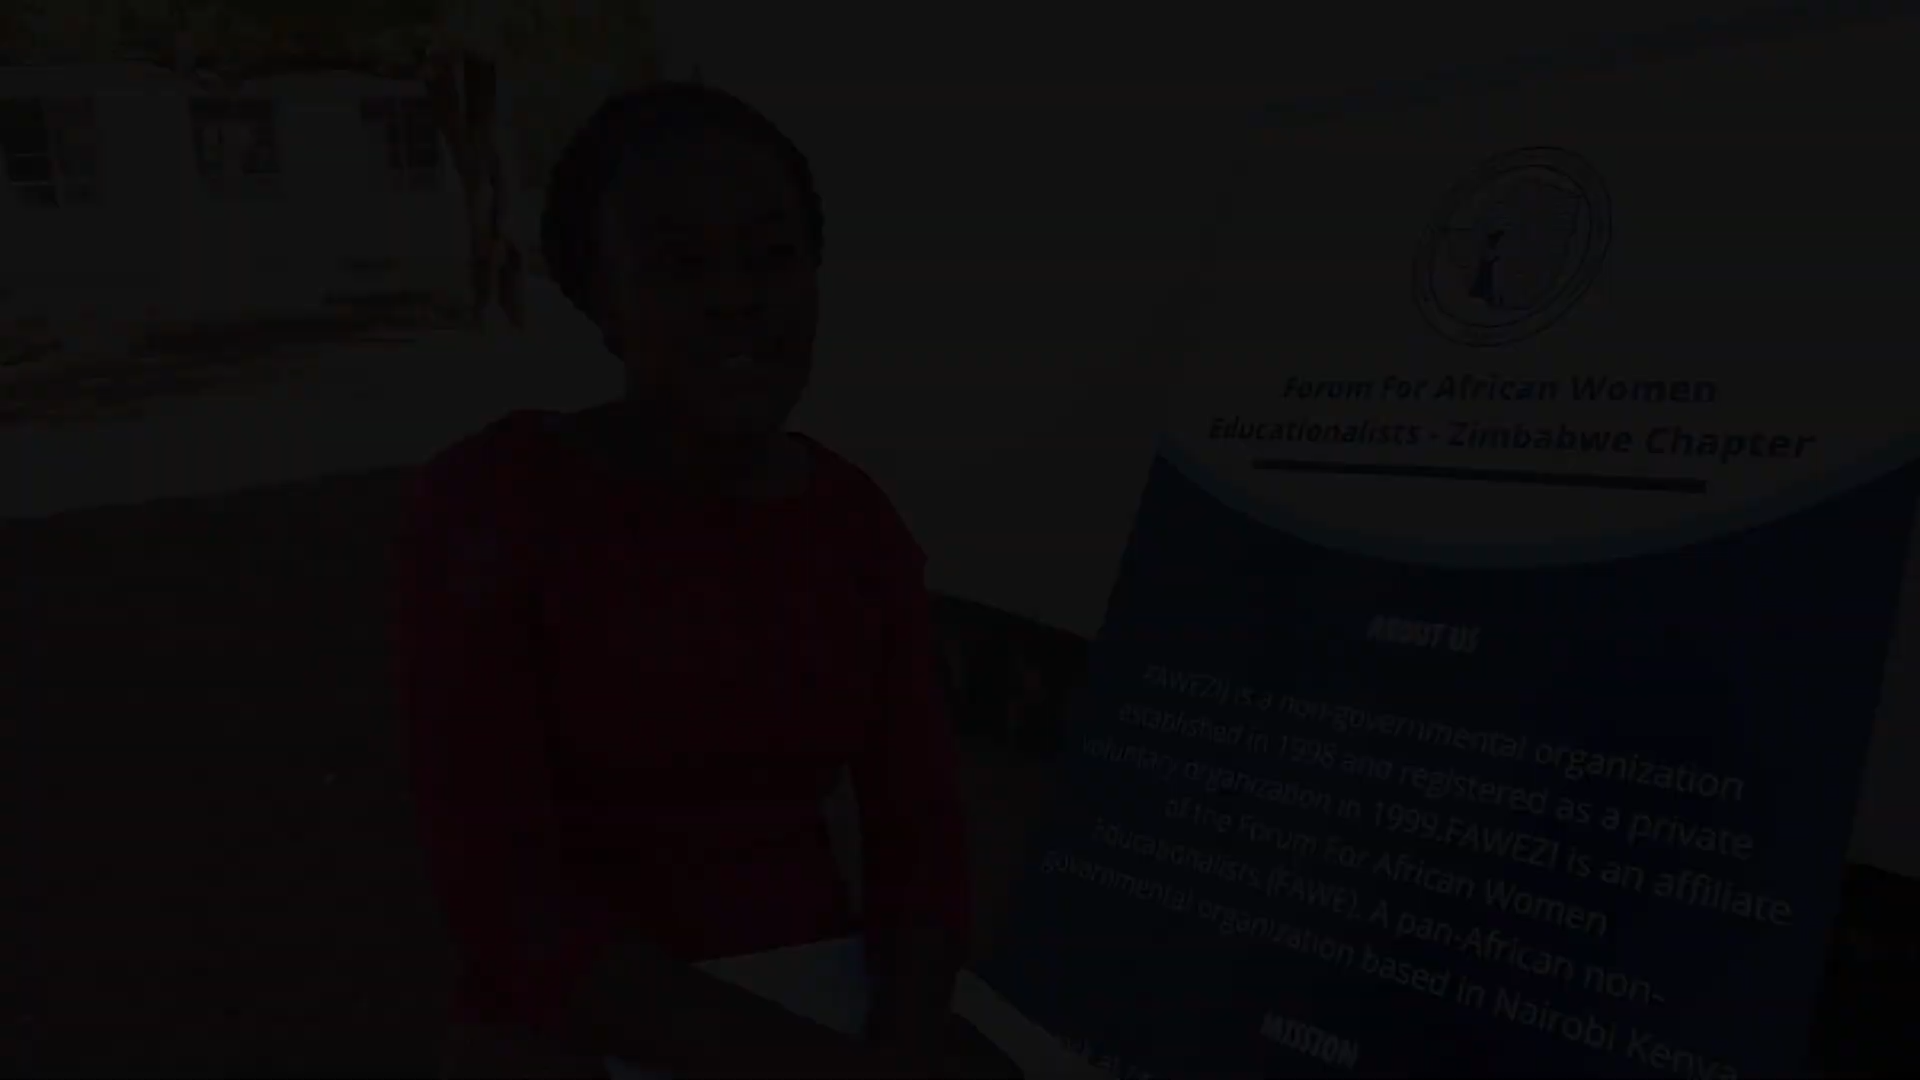 Forum For African Women
Educationalists - Zimbabwe Chapter
ABOUT US
FAWEZI is a non-governmental organization
established in 1998 and registered as a private
voluntary organization in 1999.FAWEZI is an affiliate
of the Forum For African Women
Educationalists (FAWE). A pan-African non-
governmental organization based in Nairobi Kenya
MISSION